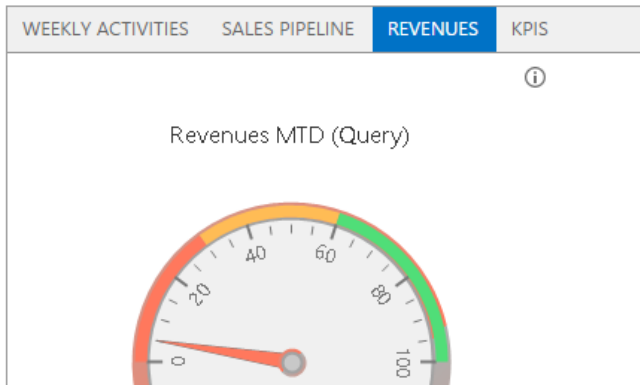 WEEKLY ACTIVITIES SALES PIPELINE REVENUES KPIS
Revenues MTD (Query)
40 60
20 80
0 100